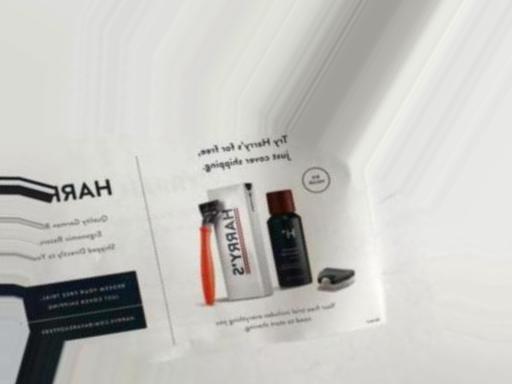 Try Harry's for free,
just cover shipping.
HARRY'S
H
Your free trial includes everything you
need to start shaving.
HARR
Quality German
Ergonomic Razors,
Shipped Directly to You
REDEEM YOUR FREE TRIAL.
JUST COVER SHIPPING.